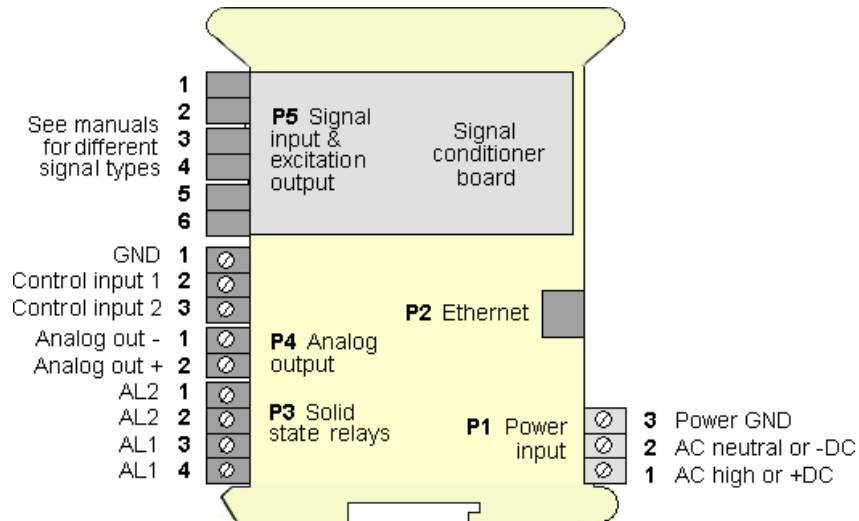 1
2
3
4
5
6
See manuals
for different
signal types
P5 Signal
input &
excitation
output
Signal
conditioner
board
GND 1
Control input 1 2
Control input 2 3
Analog out - 1
Analog out + 2
P4 Analog
output
P2 Ethernet
AL2 1
AL2 2
AL1 3
AL1 4
P3 Solid
state relays
P1 Power
input
3 Power GND
2 AC neutral or -DC
1 AC high or +DC